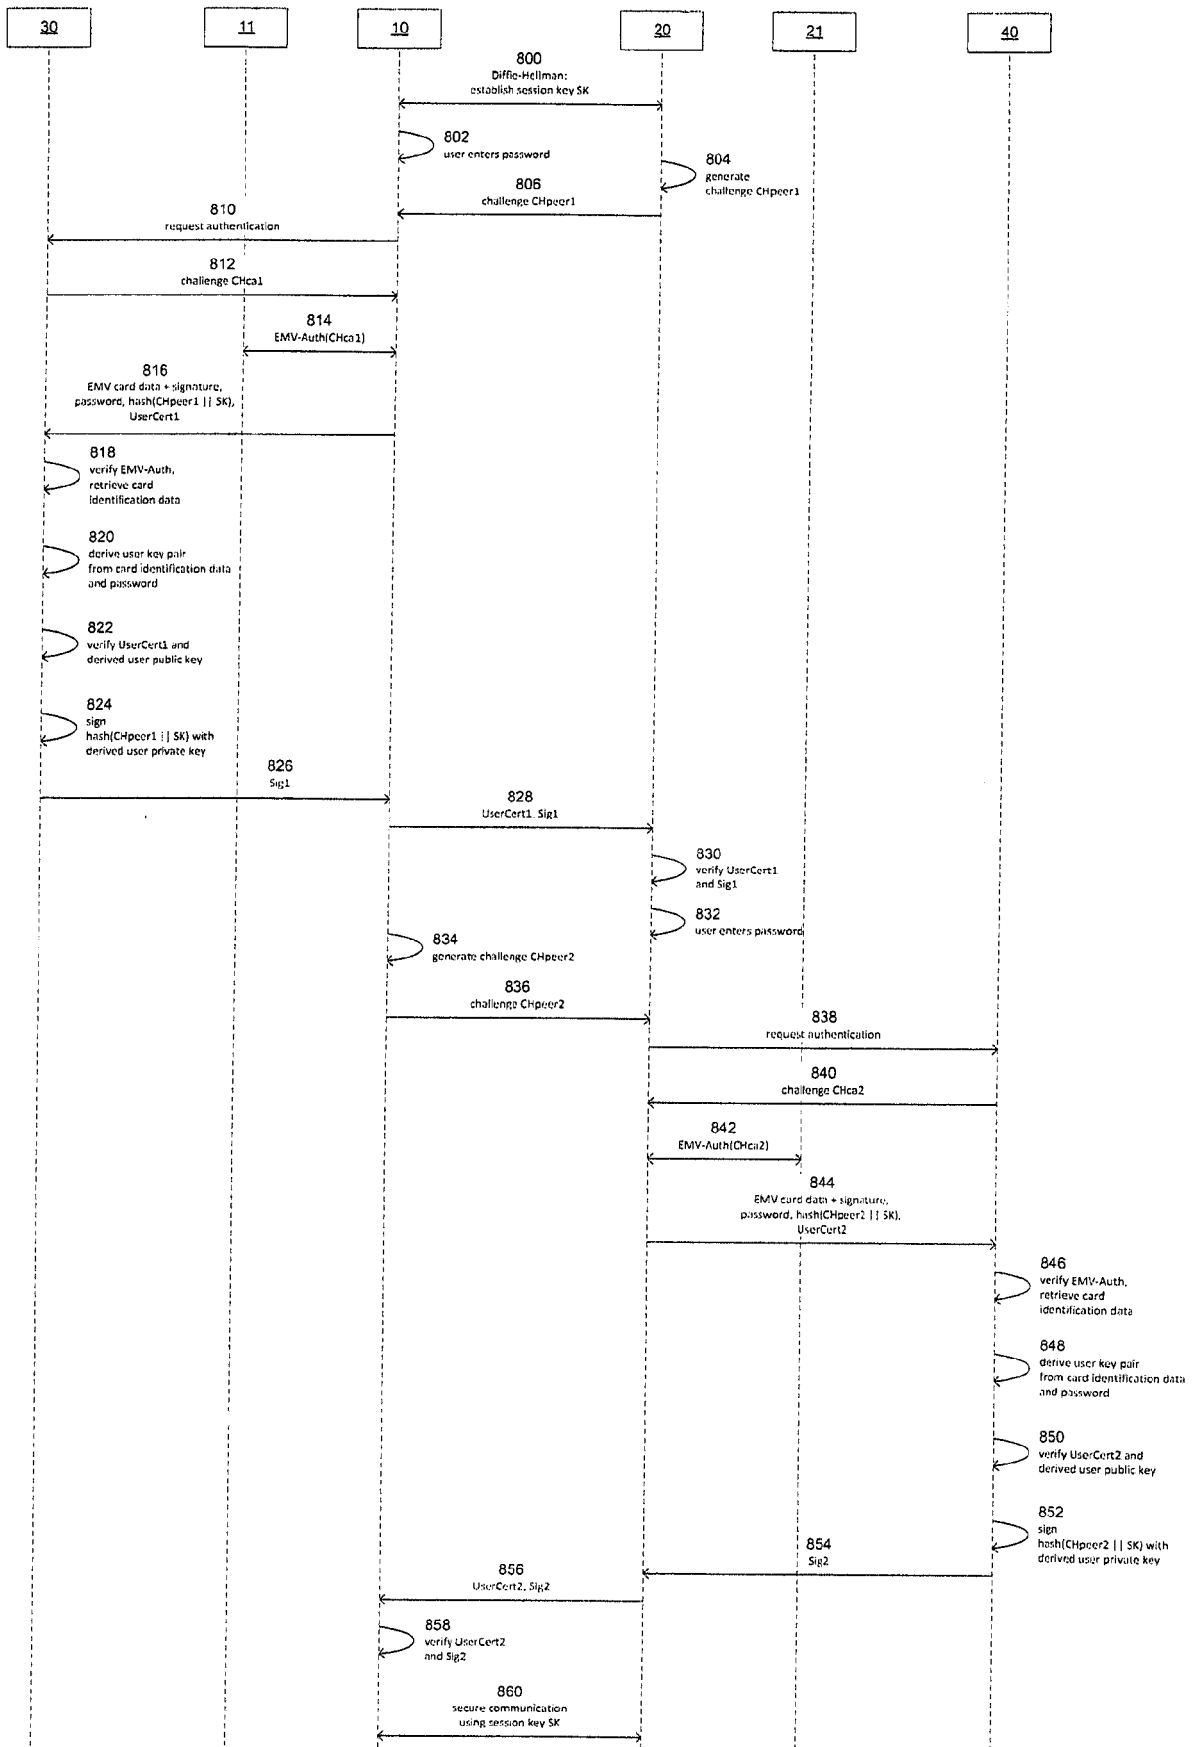 30
11
10
20
21
40
800
Diffie-Hellman:
establish session key SK
802
user enters password
804
generate
challenge CHpeer1
806
challenge CHpeer1
810
request authentication
812
challenge CHca1
814
EMV-Auth(CHca1)
816
EMV card data + signature,
password, hash(CHpeer1 || SK),
UserCert1
818
verify EMV-Auth,
retrieve card
identification data
820
derive user key pair
from card identification data
and password
822
verify UserCert1 and
derived user public key
824
sign
hash(CHpeer1 || SK) with
derived user private key
826
Sig1
828
UserCert1, Sig1
830
verify UserCert1
and Sig1
832
user enters password
834
generate challenge CHpeer2
836
challenge CHpeer2
838
request authentication
840
challenge CHca2
842
EMV-Auth(CHca2)
844
EMV card data + signature,
password, hash(CHpeer2 || SK),
UserCert2
846
verify EMV-Auth,
retrieve card
identification data
848
derive user key pair
from card identification data
and password
850
verify UserCert2 and
derived user public key
852
sign
hash(CHpeer2 || SK) with
derived user private key
854
Sig2
856
UserCert2, Sig2
858
verify UserCert2
and Sig2
860
secure communication
using session key SK